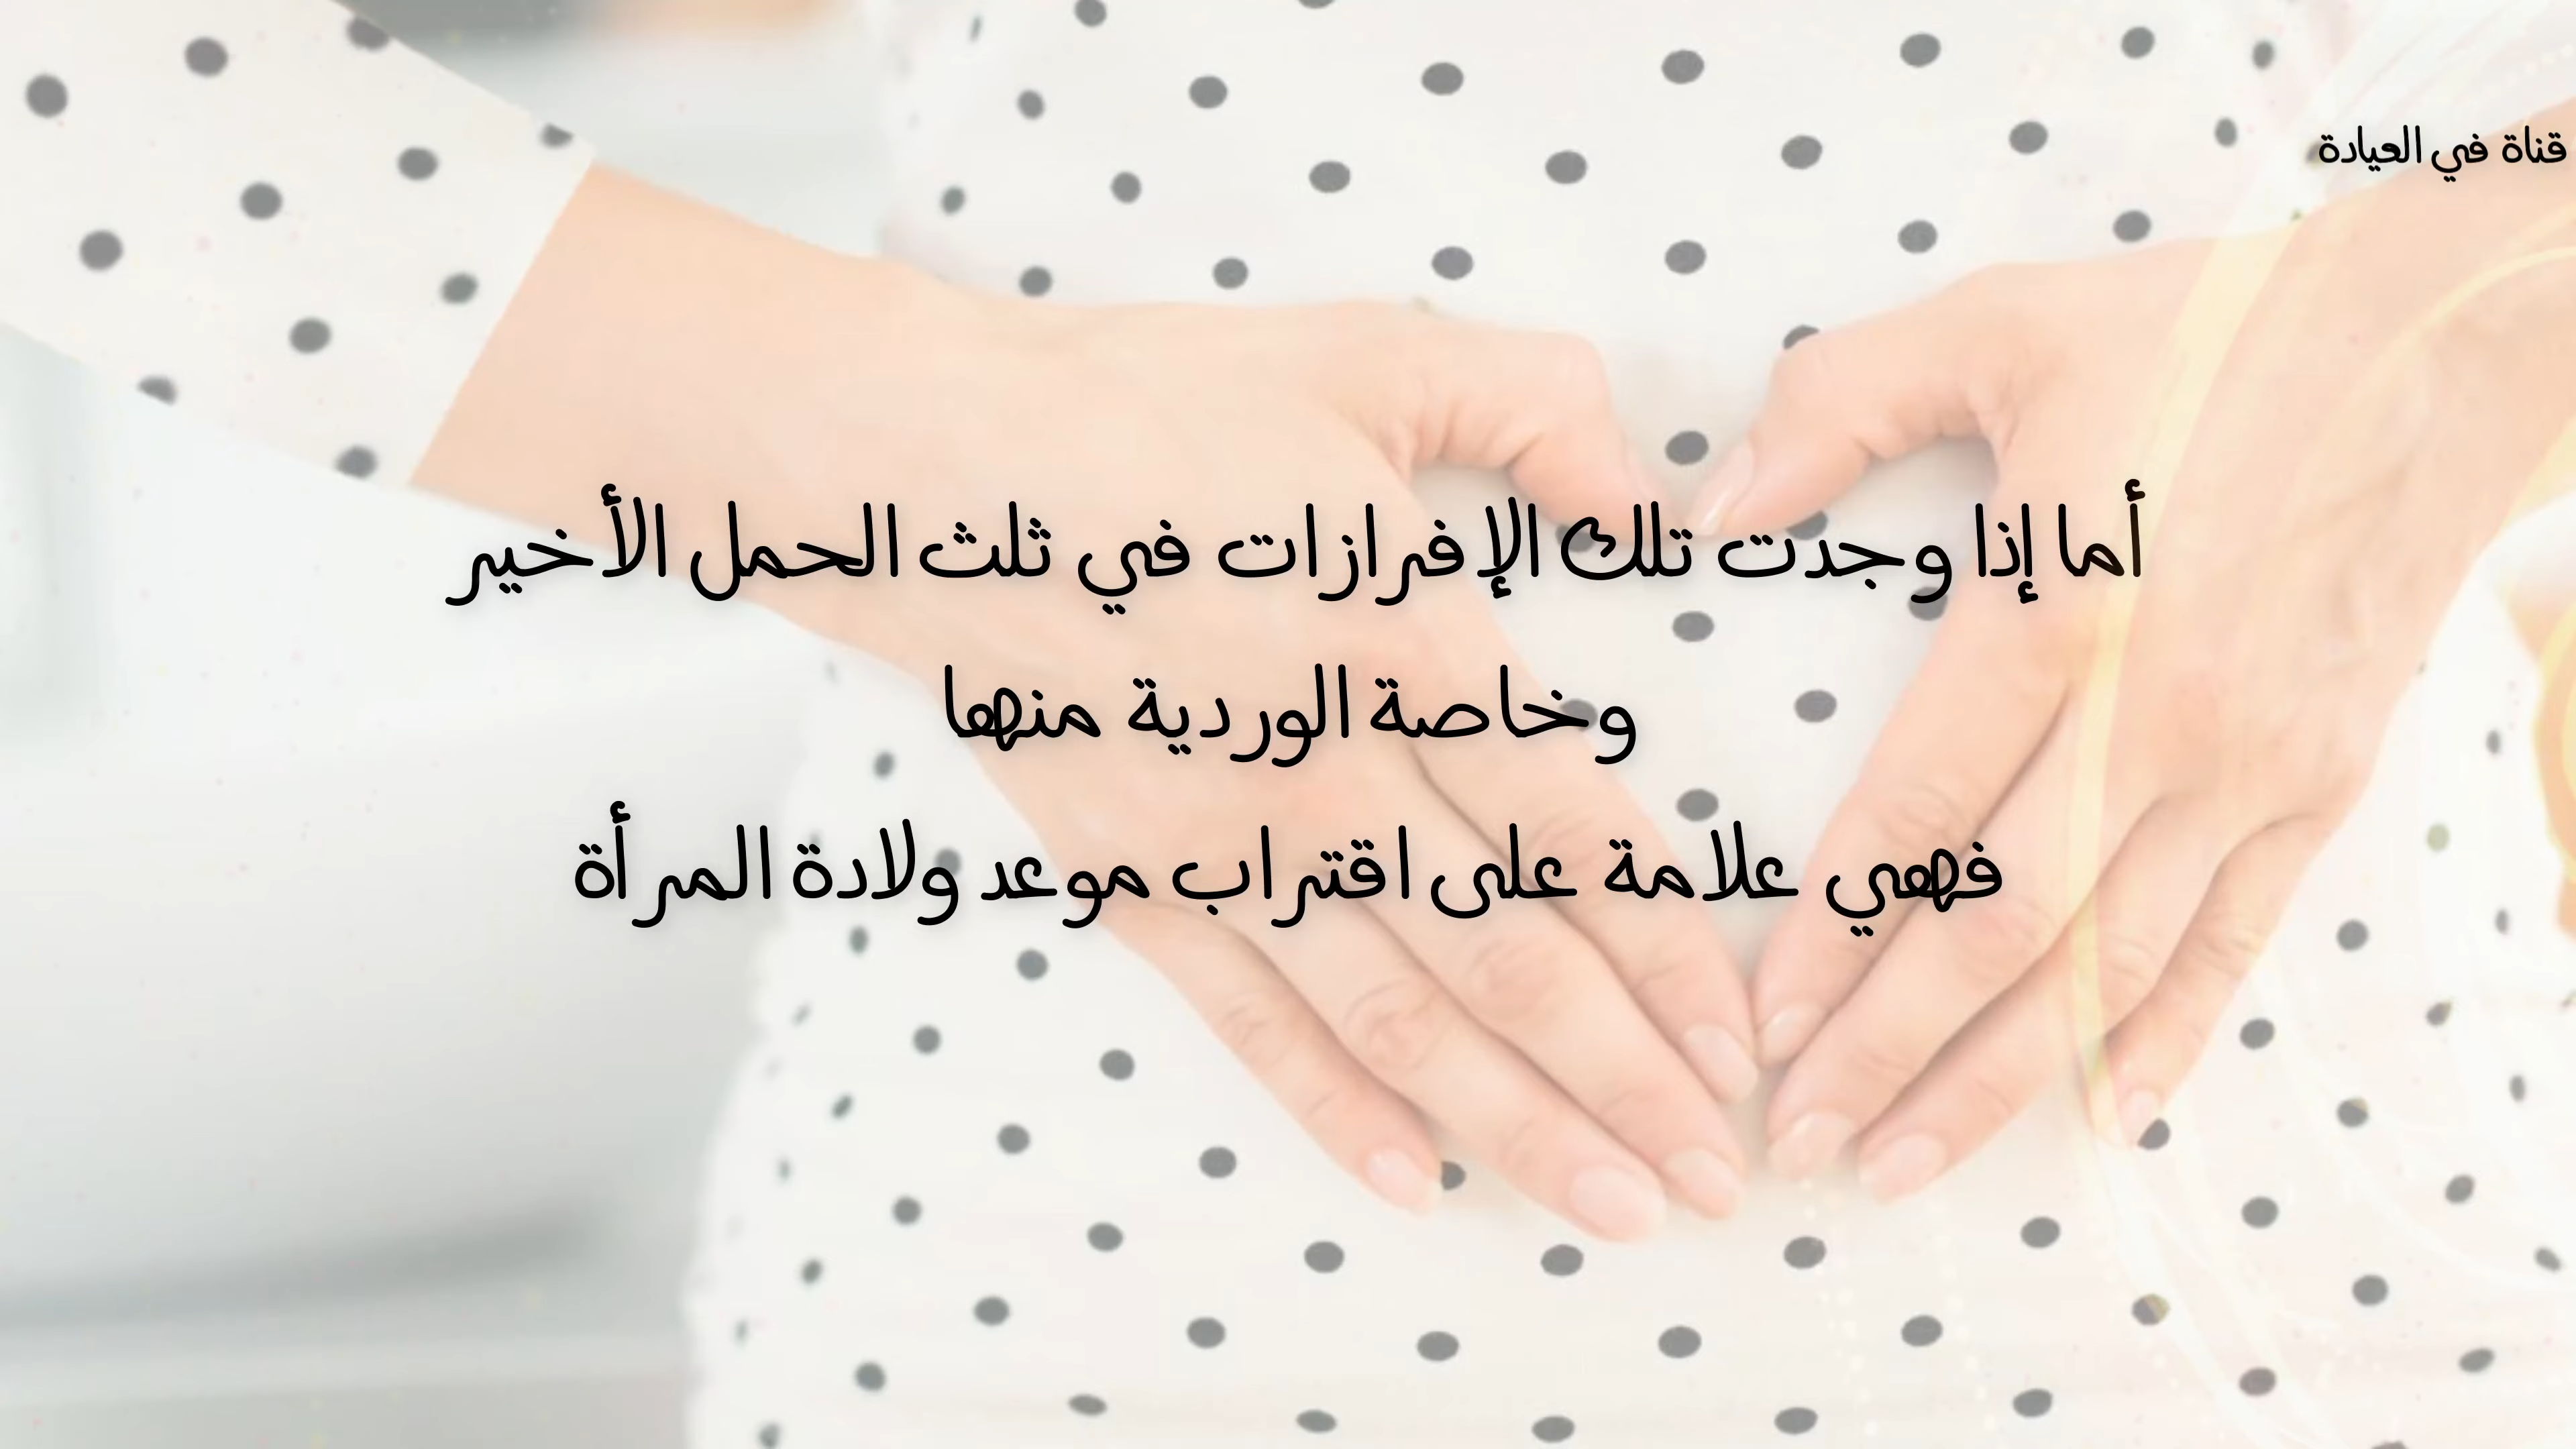 قناة في العيادة
أما إذا وجدت تلك الإفرازات في ثلث الحمل الأخير
وخاصة الوردية منها
فهي علامة على اقتراب موعد ولادة المرأة